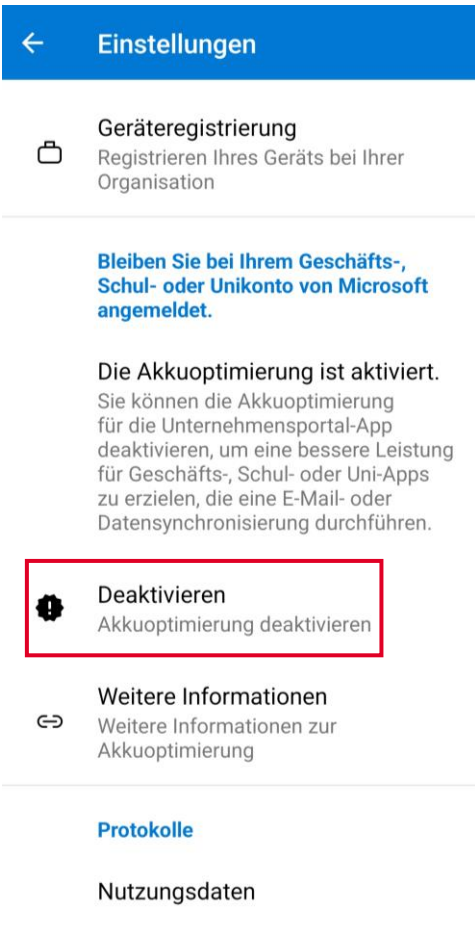 Einstellungen
Geräteregistrierung
Registrieren Ihres Geräts bei Ihrer
Organisation
Bleiben Sie bei Ihrem Geschäfts-,
Schul- oder Unikonto von Microsoft
angemeldet.
Die Akkuoptimierung ist aktiviert.
Sie können die Akkuoptimierung
für die Unternehmensportal-App
deaktivieren, um eine bessere Leistung
für Geschäfts-, Schul- oder Uni-Apps
zu erzielen, die eine E-Mail- oder
Datensynchronisierung durchführen.
Deaktivieren
Akkuoptimierung deaktivieren
Weitere Informationen
Weitere Informationen zur
Akkuoptimierung
Protokolle
Nutzungsdaten